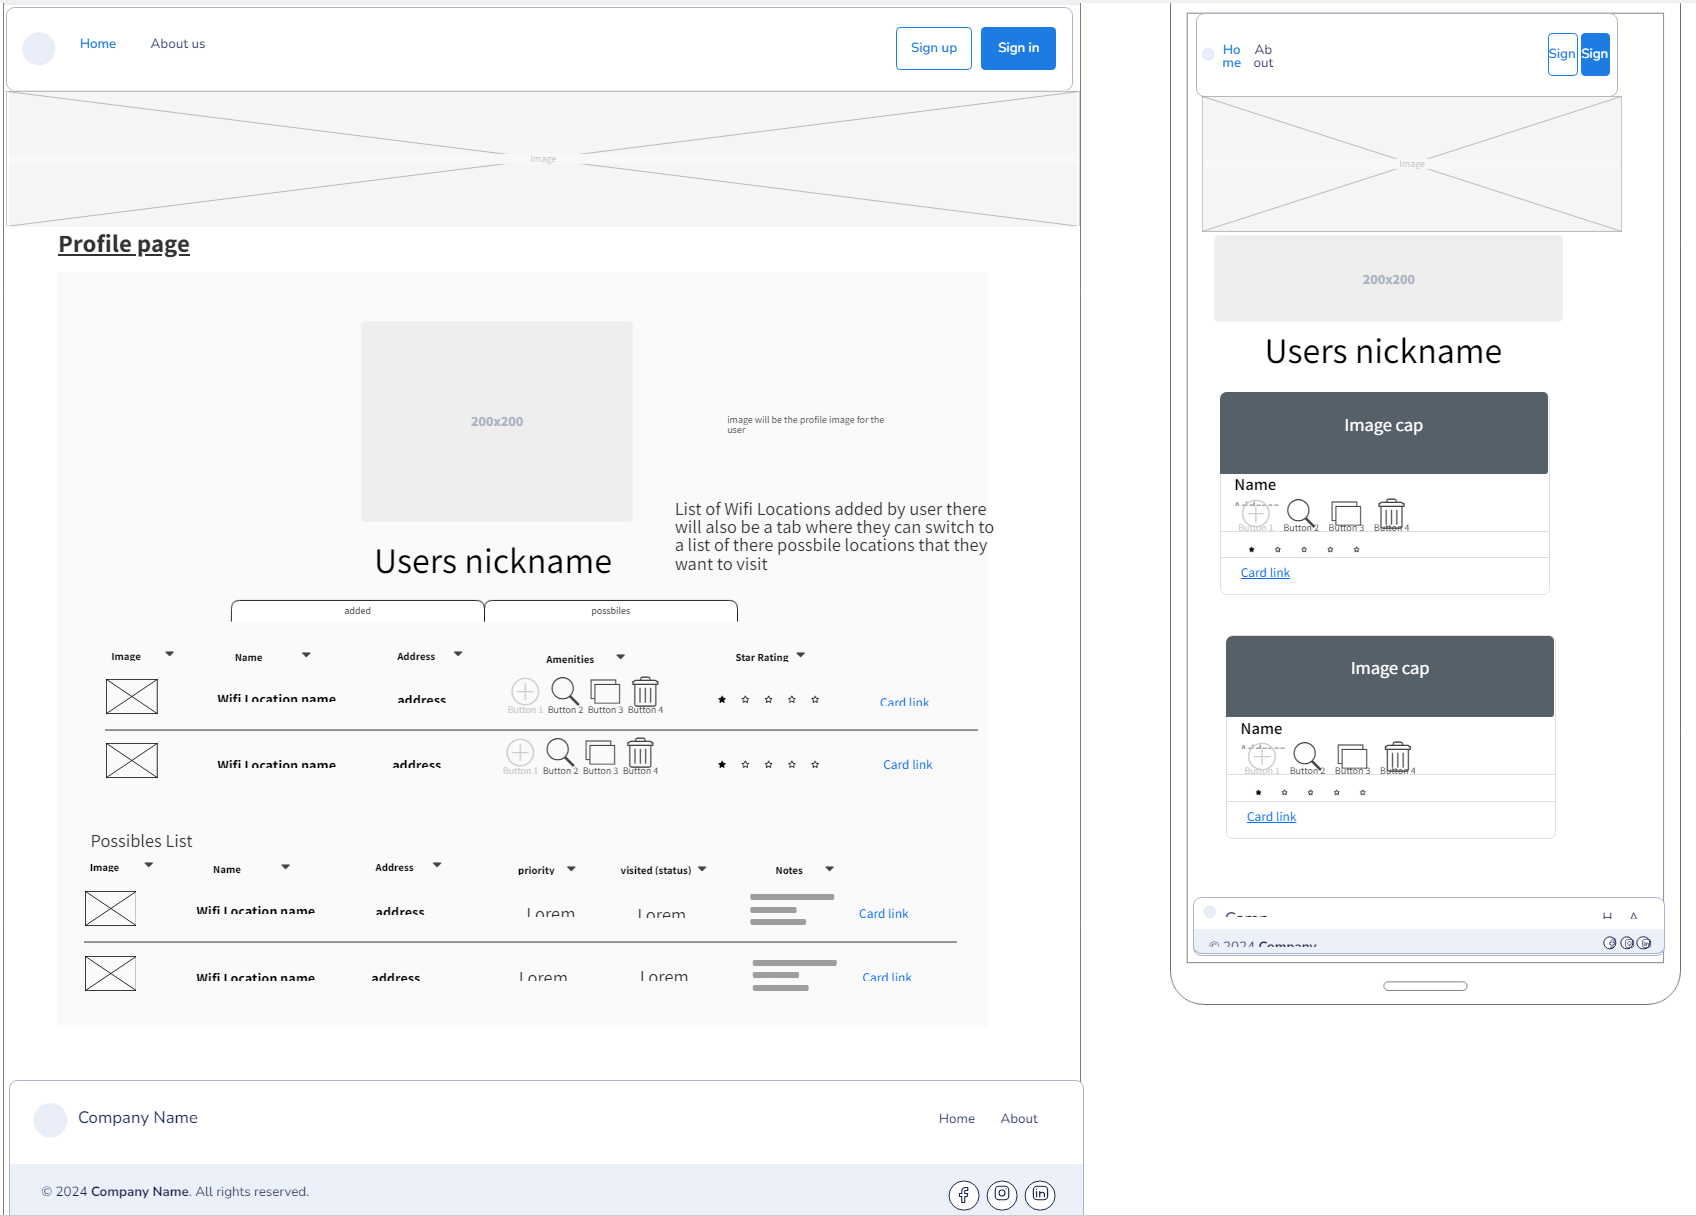 Home About us Sign up Sign in
Image
Profile page
200x200
image will be the profile image for the
user
List of Wifi Locations added by user there
will also be a tab where they can switch to
a list of there possbile locations that they
want to visit
Users nickname
added possbiles
Image Name Address Amenities Star Rating
Wifi Location name address Button 1 Button 2 Button 3 Button 4 Card link
Wifi Location name address Button 1 Button 2 Button 3 Button 4 Card link
Possibles List
Image Name Address priority visited (status) Notes
Wifi Location name address Lorem Lorem Card link
Wifi Location name address Lorem Lorem Card link
Company Name Home About
© 2024 Company Name. All rights reserved.
Ho
me
Ab
out
Sign Sign
Image
200x200
Users nickname
Image cap
Name
Address
Button 1 Button 2 Button 3 Button 4
Card link
Image cap
Name
Address
Button 1 Button 2 Button 3 Button 4
Card link
Comp H A
© 2024 Company